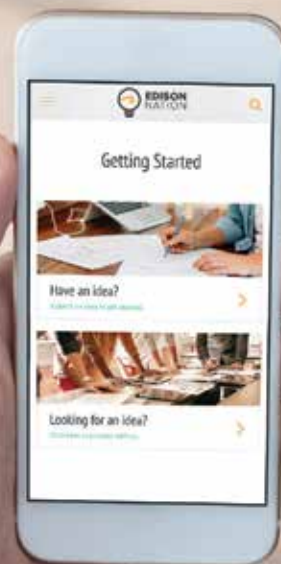 EDISON
NATION
Getting Started
Have an idea?
Looking for an idea?